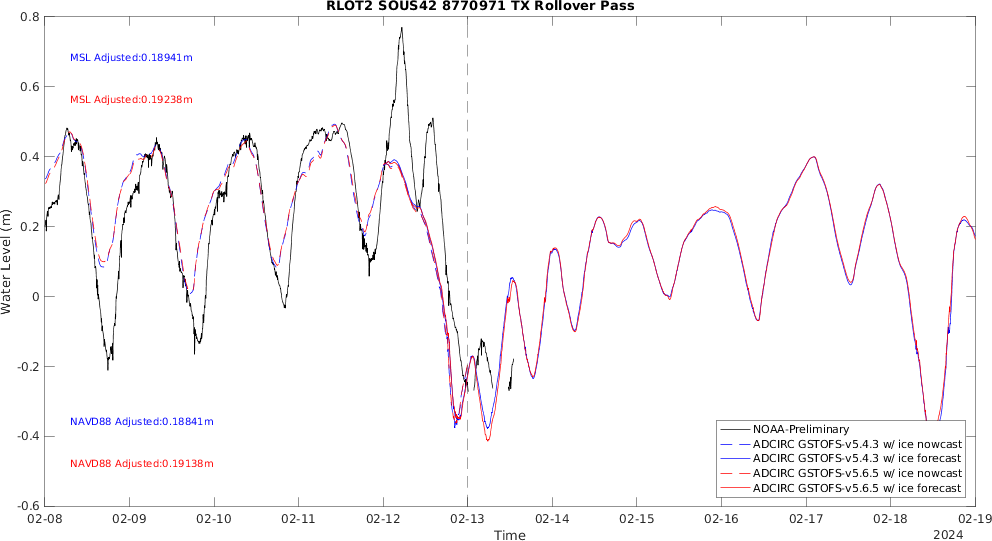 RLOT2 SOUS42 8770971 TX Rollover Pass
0.8
MSL Adjusted:0.18941m
0.6
MSL Adjusted:0.19238m
0.4
0.2
Water Level (m)
0
-0.2
NAVD88 Adjusted:0.18841m
NOAA-Preliminary
-0.4
ADCIRC GSTOFS-v5.4.3 w/ ice nowcast
ADCIRC GSTOFS-v5.4.3 w/ ice forecast
NAVD88 Adjusted:0.19138m
ADCIRC GSTOFS-v5.6.5 w/ ice nowcast
ADCIRC GSTOFS-v5.6.5 w/ ice forecast
-0.6
02-08 02-09 02-10 02-11 02-12 02-13 02-14 02-15 02-16 02-17 02-18 02-19
Time
2024